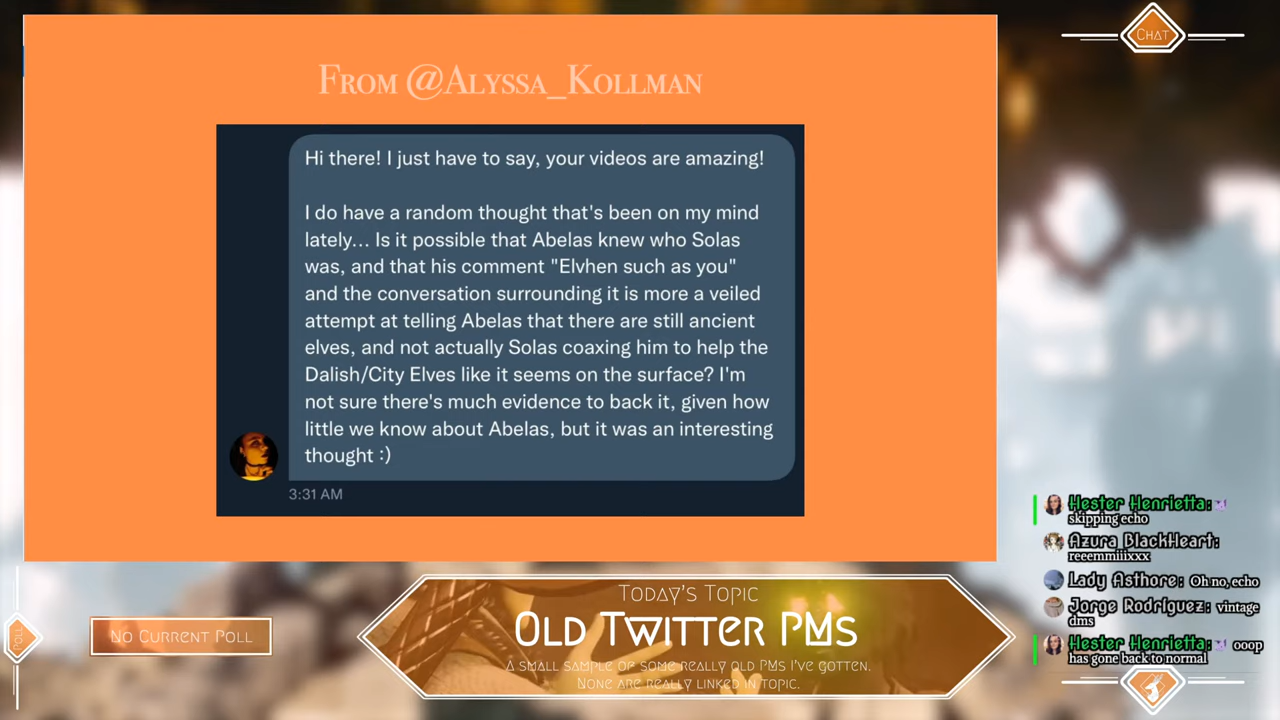 From @Alyssa_Kollman
Hi there! I just have to say, your videos are amazing!
I do have a random thought that's been on my mind
lately... Is it possible that Abelas knew who Solas
was, and that his comment "Elvhen such as you"
and the conversation surrounding it is more a veiled
attempt at telling Abelas that there are still ancient
elves, and not actually Solas coaxing him to help the
Dalish/City Elves like it seems on the surface? I'm
not sure there's much evidence to back it, given how
little we know about Abelas, but it was an interesting
thought :)
3:31 AM
Chat
Hester Henrietta:
skipping echo
Azura BlackHeart:
reeemmiiixxx
Lady Asthore: Oh no, echo
Jorge Rodríguez: vintage
dms
Hester Henrietta: ooop
has gone back to normal
Poll
No Current Poll
Today's Topic
Old Twitter PMs
A small sample of some really old PMs I've gotten.
None are really linked in topic.